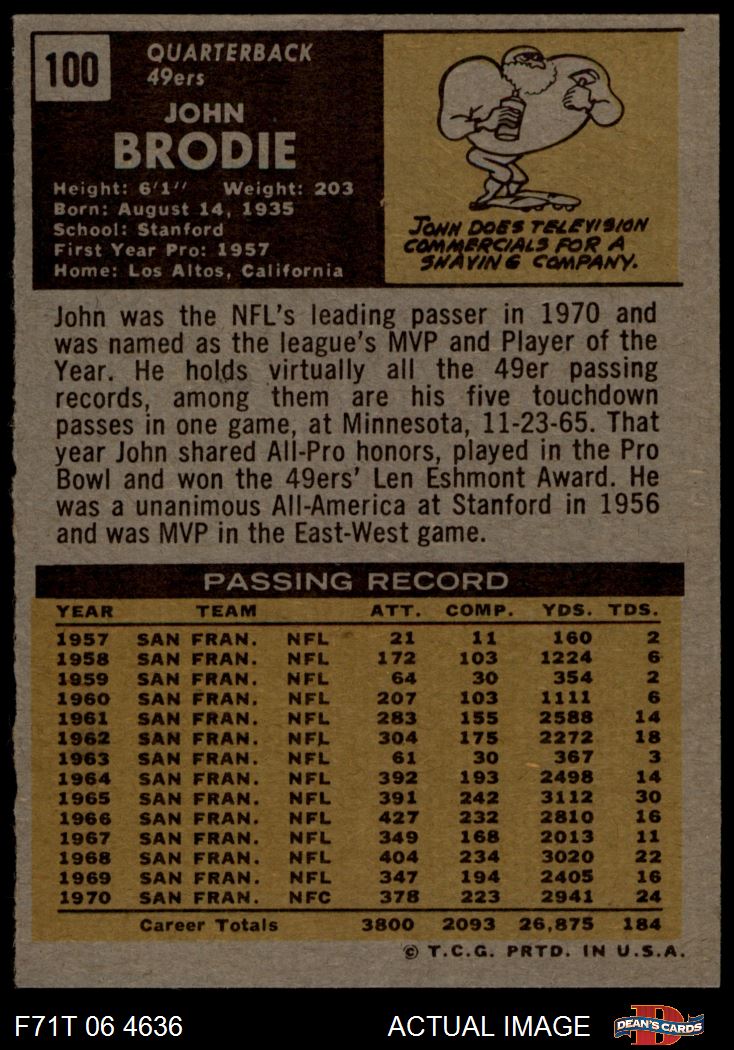 100
QUARTERBACK
49ers
JOHN
BRODIE
Height: 6'1" Weight: 203
Born: August 14, 1935
School: Stanford
First Year Pro: 1957
Home: Los Altos, California
JOHN DOES TELEVISION
COMMERCIALS FOR A
SHAVING COMPANY.
John was the NFL's leading passer in 1970 and
was named as the league's MVP and Player of the
Year. He holds virtually all the 49er passing
records, among them are his five touchdown
passes in one game, at Minnesota, 11-23-65. That
year John shared All-Pro honors, played in the Pro
Bowl and won the 49ers' Len Eshmont Award. He
was a unanimous All-America at Stanford in 1956
and was MVP in the East-West game.
PASSING RECORD
YEAR TEAM ATT. COMP. YDS. TDS.
1957 SAN FRAN. NFL 21 11 160 2
1958 SAN FRAN. NFL 172 103 1224 6
1959 SAN FRAN. NFL 64 30 354 2
1960 SAN FRAN. NFL 207 103 1111 6
1961 SAN FRAN. NFL 283 155 2588 14
1962 SAN FRAN. NFL 304 175 2272 18
1963 SAN FRAN. NFL 61 30 367 3
1964 SAN FRAN. NFL 392 193 2498 14
1965 SAN FRAN. NFL 391 242 3112 30
1966 SAN FRAN. NFL 427 232 2810 16
1967 SAN FRAN. NFL 349 168 2013 11
1968 SAN FRAN. NFL 404 234 3020 22
1969 SAN FRAN. NFL 347 194 2405 16
1970 SAN FRAN. NFC 378 223 2941 24
Career Totals 3800 2093 26,875 184
© T.C.G. PRTD. IN U.S.A.
F71T 06 4636 ACTUAL IMAGE D DEAN'S CARDS